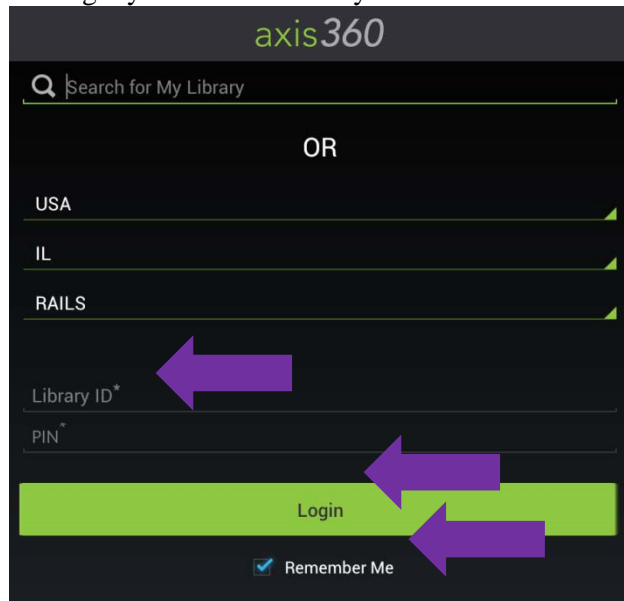 axis360
Search for My Library
OR
USA
IL
RAILS
Library ID*
PIN*
Login
Remember Me